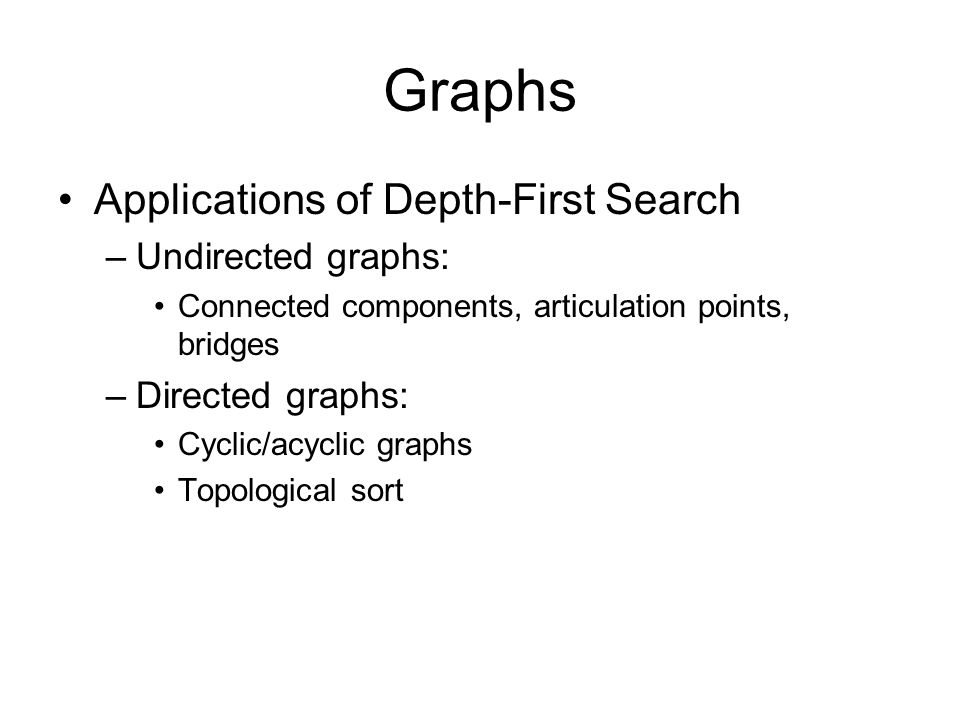 Graphs
• Applications of Depth-First Search
– Undirected graphs:
• Connected components, articulation points,
bridges
– Directed graphs:
• Cyclic/acyclic graphs
• Topological sort